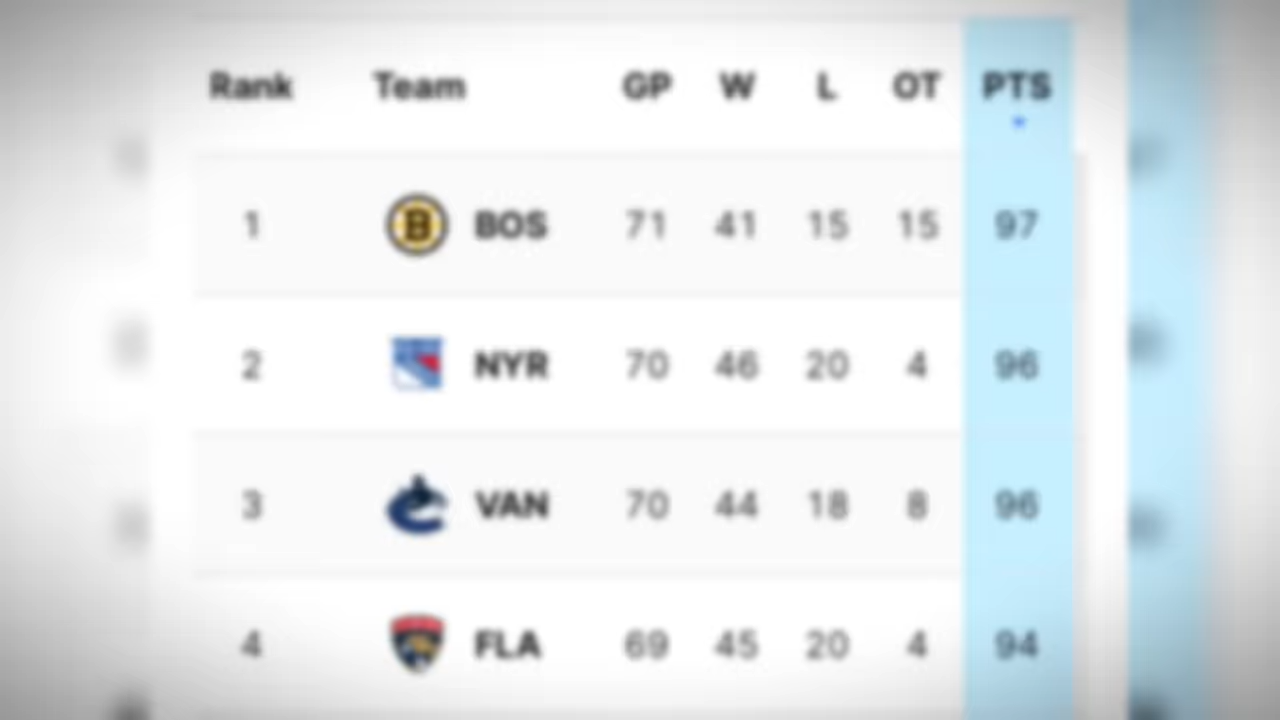 Rank Team GP W L OT PTS
1 B BOS 71 41 15 15 97
2 NYR 70 46 20 4 96
3 VAN 70 44 18 8 96
4 FLA 69 45 20 4 94